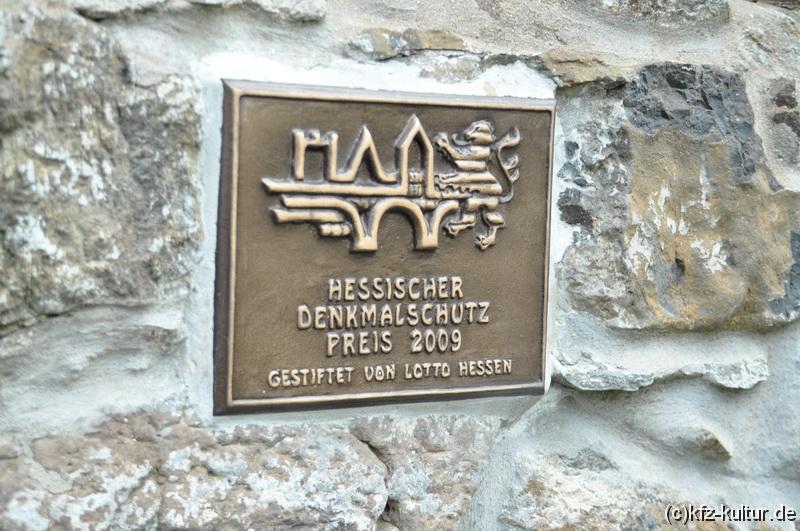 HESSISCHER
DENKMALSCHUTZ
PREIS 2009
GESTIFTET VON LOTTO HESSEN
(c)kfz-kultur.de